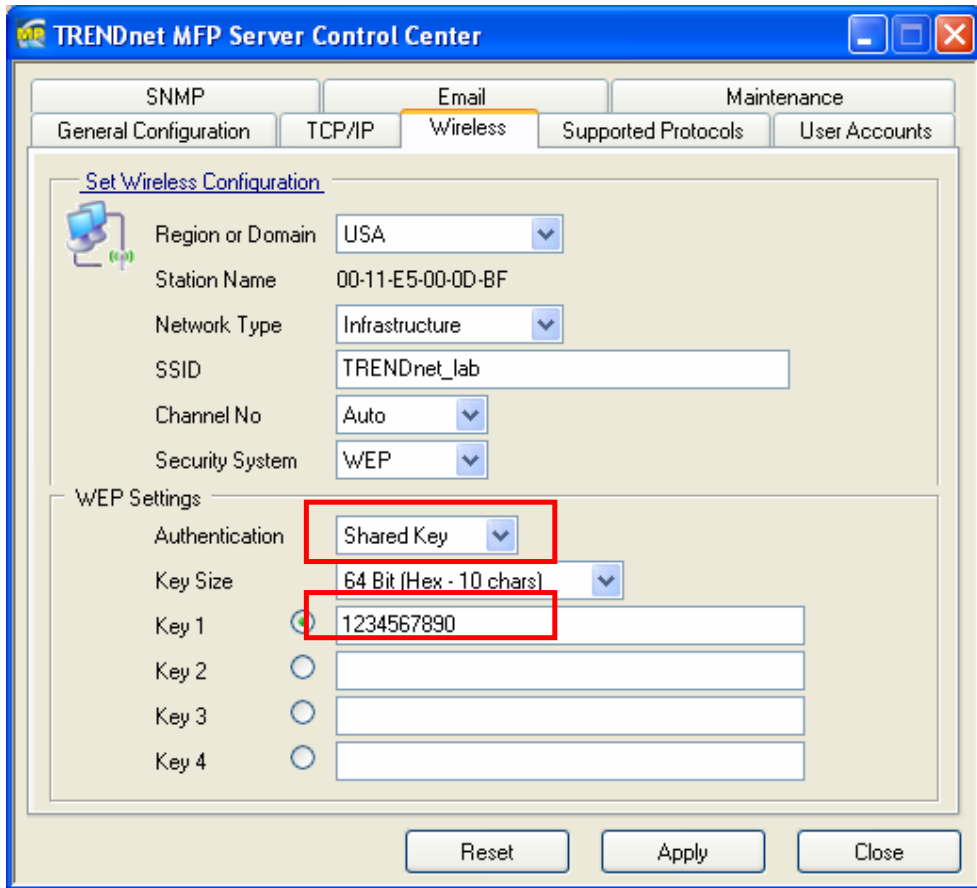 TRENDnet MFP Server Control Center
SNMP Email Maintenance
General Configuration TCP/IP Wireless Supported Protocols User Accounts
Set Wireless Configuration
Region or Domain USA
Station Name 00-11-E5-00-0D-BF
Network Type Infrastructure
SSID TRENDnet_lab
Channel No Auto
Security System WEP
WEP Settings
Authentication Shared Key
Key Size 64 Bit (Hex - 10 chars)
Key 1 1234567890
Key 2
Key 3
Key 4
Reset Apply Close